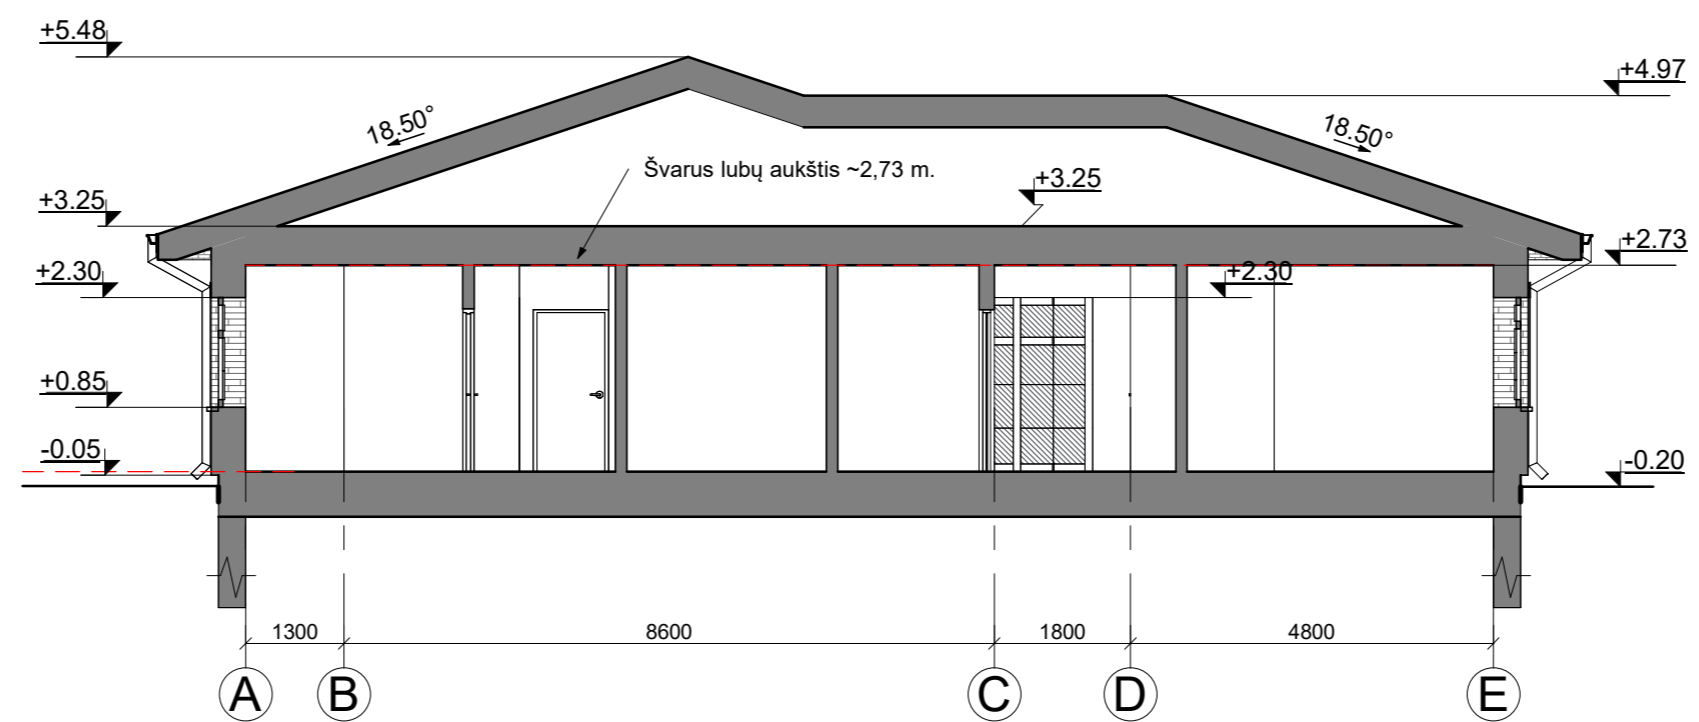 +5.48
+4.97
18.50°
18.50°
Švarus lubų aukštis ~2,73 m.
+3.25
+3.25
+2.73
+2.30
+2.30
+0.85
-0.05
-0.20
1300
8600
1800
4800
A
B
C
D
E